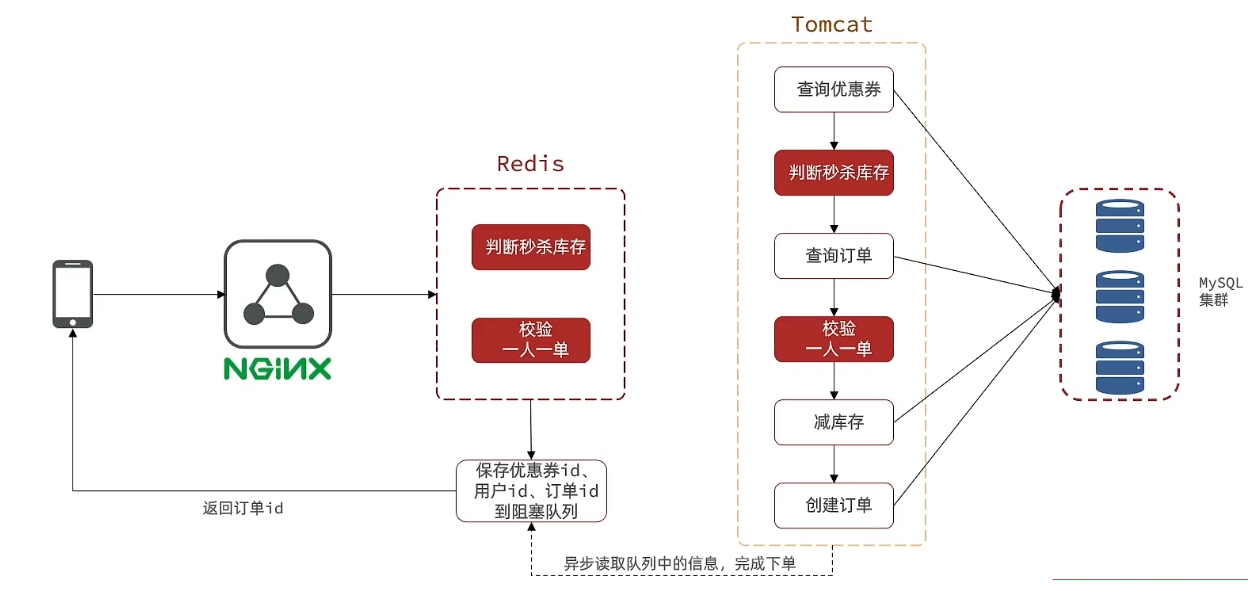 Tomcat
查询优惠券
判断秒杀库存
查询订单
校验
一人一单
减库存
创建订单
Redis
判断秒杀库存
校验
一人一单
NGiNX
保存优惠券id、
用户id、订单id
到阻塞队列
返回订单id
异步读取队列中的信息，完成下单
MySQL
集群